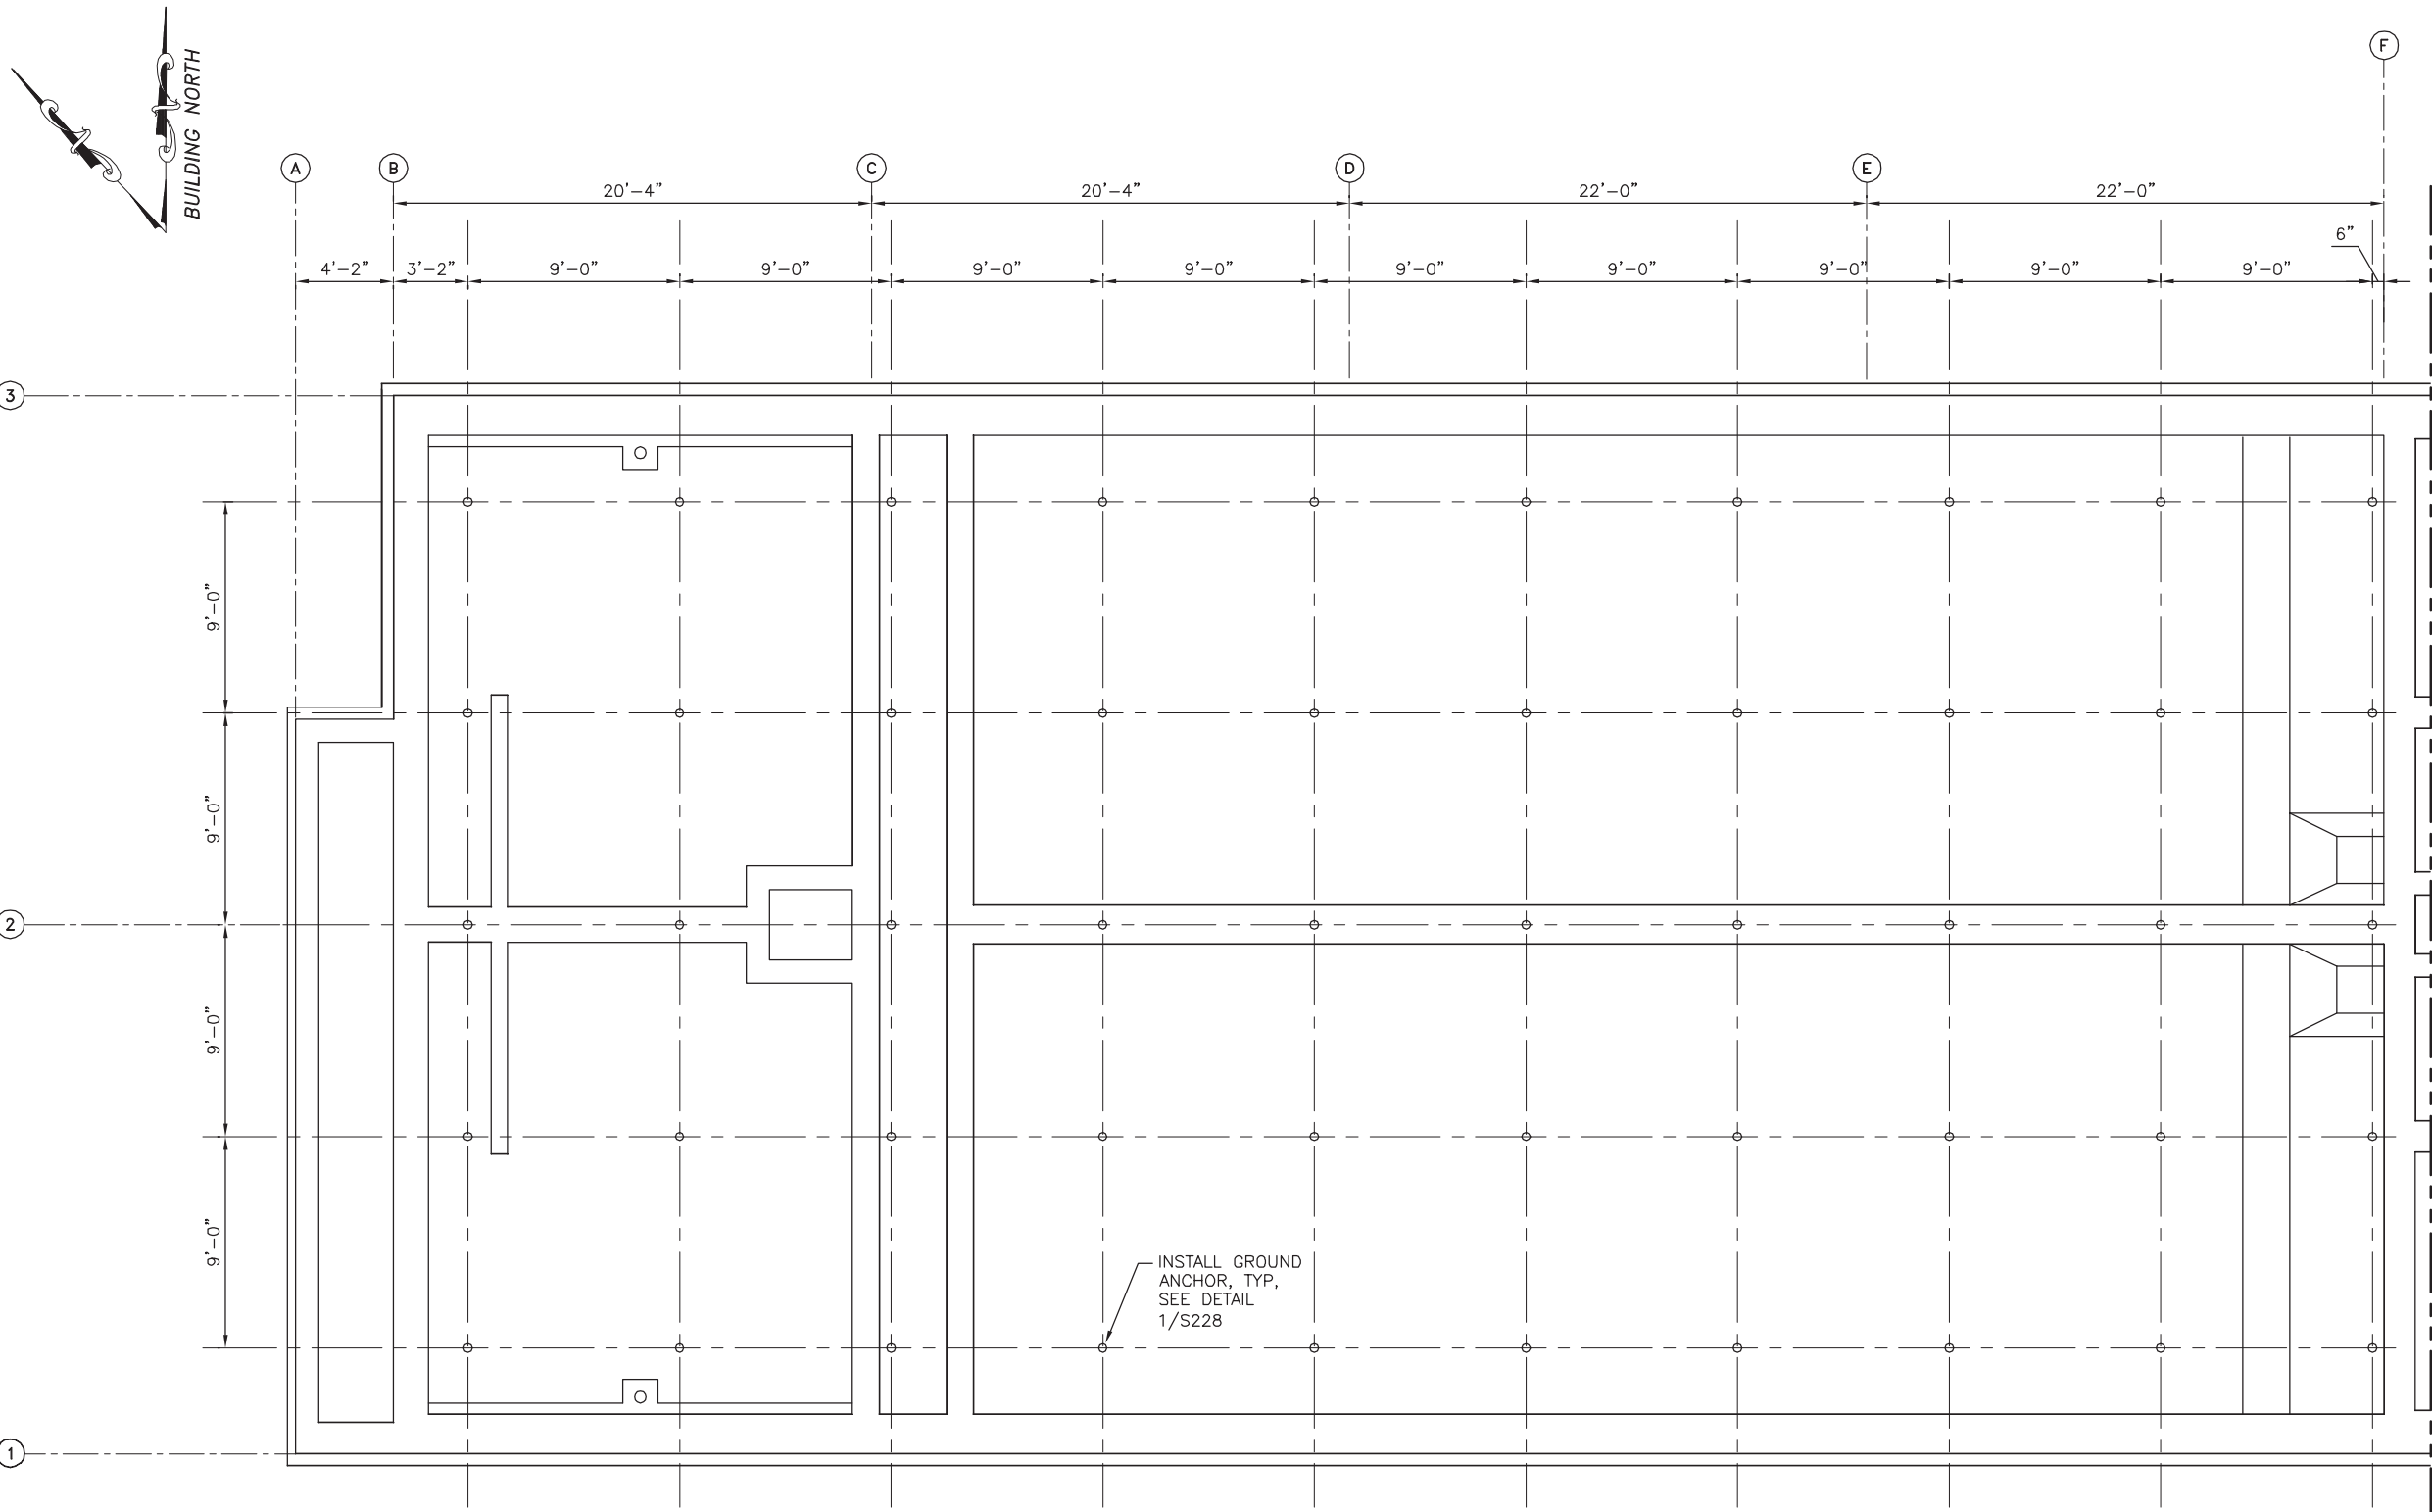 BUILDING NORTH
F
A
B
C
D
E
20'-4"
20'-4"
22'-0"
22'-0"
6"
4'-2"
3'-2"
9'-0"
9'-0"
9'-0"
9'-0"
9'-0"
9'-0"
9'-0"
9'-0"
9'-0"
3
9'-0"
9'-0"
2
9'-0"
9'-0"
INSTALL GROUND
ANCHOR, TYP,
SEE DETAIL
1/S228
1